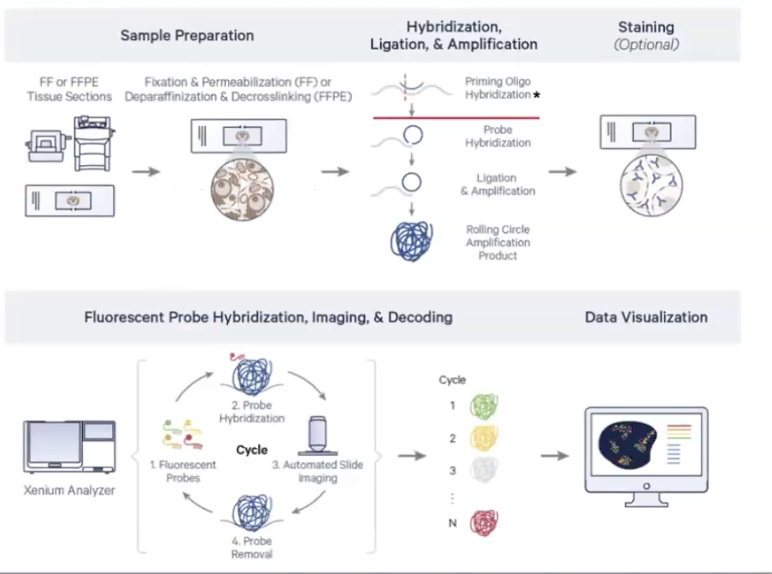 Sample Preparation
Hybridization,
Ligation, & Amplification
Staining
(Optional)
FF or FFPE
Tissue Sections
Fixation & Permeabilization (FF) or
Deparaffinization & Decrosslinking (FFPE)
Priming Oligo
Hybridization *
Probe
Hybridization
Ligation
& Amplification
Rolling Circle
Amplification
Product
Fluorescent Probe Hybridization, Imaging, & Decoding
Data Visualization
Xenium Analyzer
Cycle
1. Fluorescent
Probes
2. Probe
Hybridization
3. Automated Slide
Imaging
4. Probe
Removal
Cycle
1
2
3
⋮
N